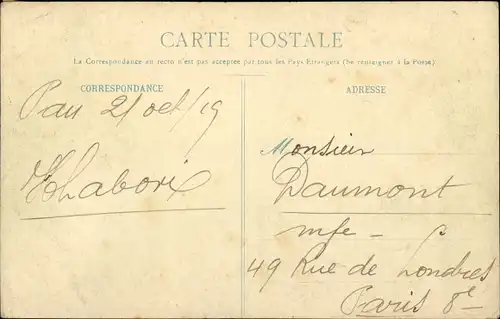 CARTE POSTALE
La Correspondance au recto n'est pas acceptée par tous les Pays Etrangers (Se renseigner à la Poste)
CORRESPONDANCE
Pau 21 oct/19
ADRESSE
Monsieur
Daumont
49 Rue de Londres
Paris 8e